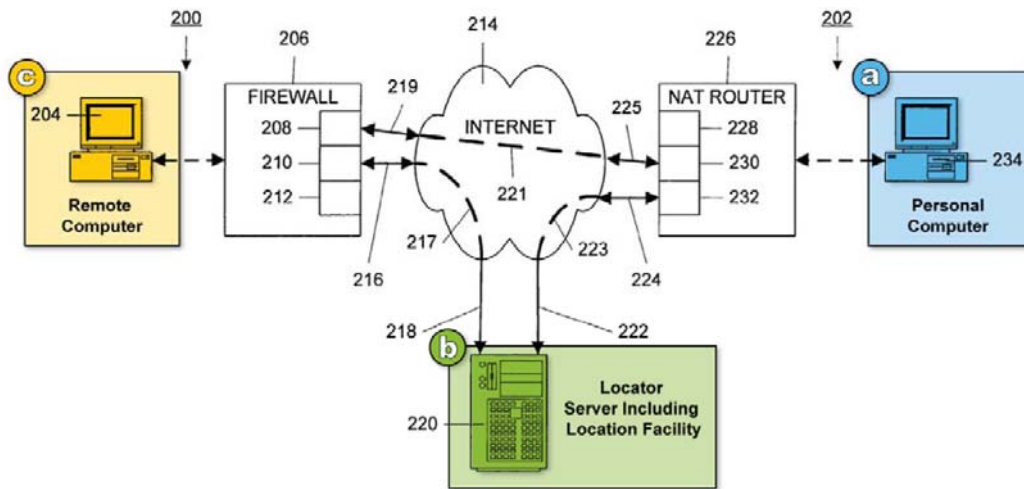 200
206
214
226
202
c
204
Remote
Computer
FIREWALL
208
210
212
219
216
INTERNET
221
217
223
225
224
NAT ROUTER
228
230
232
a
234
Personal
Computer
218
222
b
220
Locator
Server Including
Location Facility